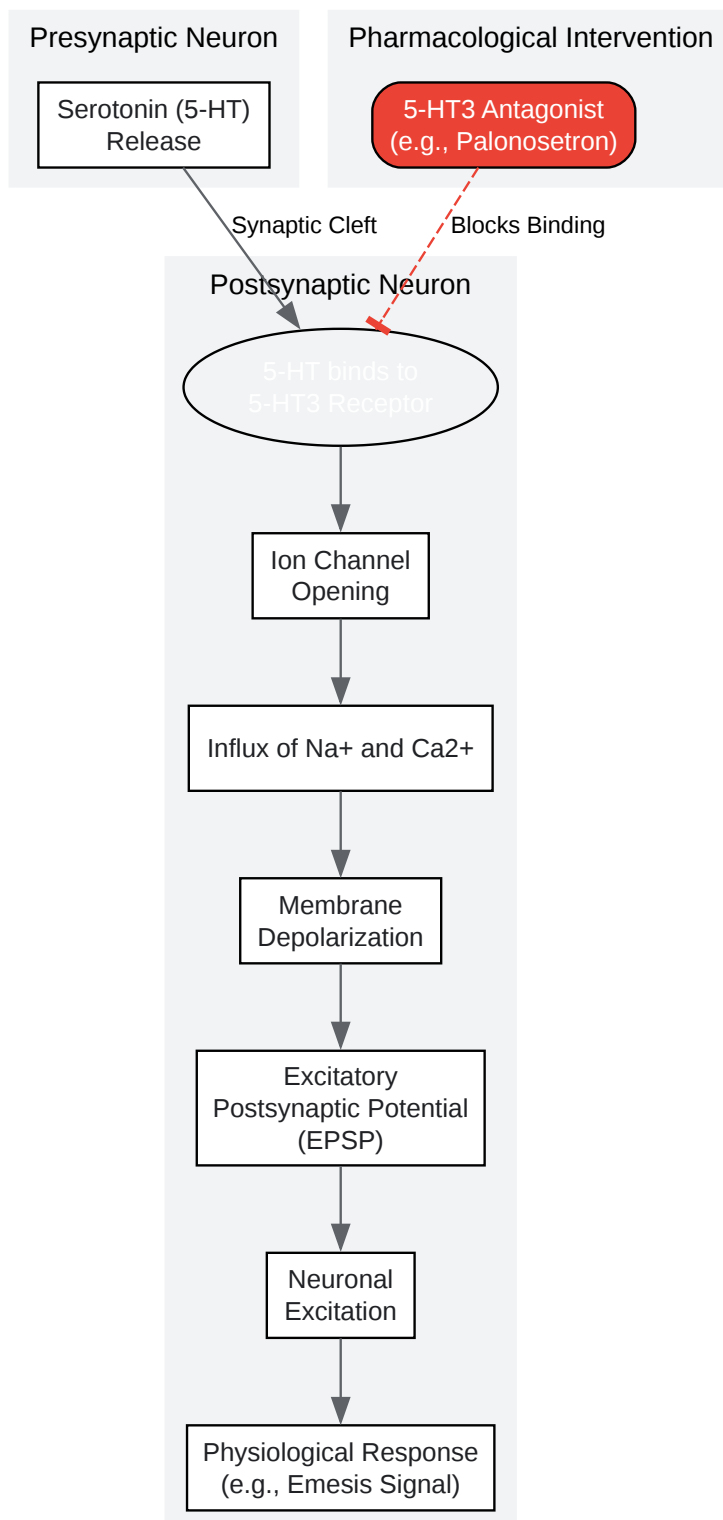 Presynaptic Neuron
Pharmacological Intervention
Serotonin (5-HT)
Release
5-HT3 Antagonist
(e.g., Palonosetron)
Synaptic Cleft
Blocks Binding
Postsynaptic Neuron
5-HT binds to
5-HT3 Receptor
Ion Channel
Opening
Influx of Na+ and Ca2+
Membrane
Depolarization
Excitatory
Postsynaptic Potential
(EPSP)
Neuronal
Excitation
Physiological Response
(e.g., Emesis Signal)